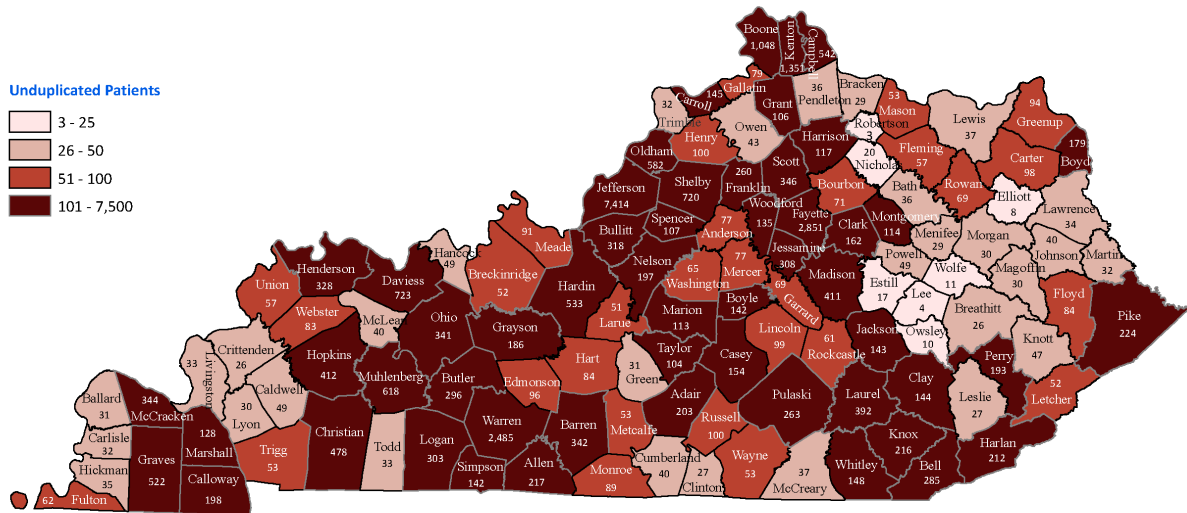 Unduplicated Patients
3 - 25
26 - 50
51 - 100
101 - 7,500
Boone
1,048
Kenton
1,351
Campbell
542
79
Gallatin
Carroll
145
Grant
106
36
Pendleton
Bracken
29
53
Mason
Robertson
3
Lewis
37
94
Greenup
179
Boyd
Carter
98
32
Trimble
Henry
100
Owen
43
Harrison
117
20
Nicholas
Fleming
57
Rowan
69
Elliott
8
Lawrence
34
Oldham
582
Jefferson
7,414
Shelby
720
260
Franklin
Scott
346
Bourbon
71
Bath
36
Woodford
135
Fayette
2,851
Clark
162
Montgomery
114
Menifee
29
Morgan
30
40
Johnson
Martin
32
Spencer
107
Bullitt
318
77
Anderson
Jessamine
308
Powell
49
Wolfe
11
Magoffin
30
Floyd
84
Pike
224
91
Meade
Hancock
49
Breckinridge
52
Hardin
533
Nelson
197
65
Washington
77
Mercer
69
Garrard
Madison
411
Estill
17
Lee
4
Breathitt
26
Knott
47
Henderson
328
Daviess
723
Union
57
Webster
83
McLean
40
Ohio
341
Grayson
186
51
Larue
Marion
113
Boyle
142
Lincoln
99
61
Rockcastle
Jackson
143
Owsley
10
Perry
193
52
Letcher
33
Livingston
Crittenden
26
Hopkins
412
Muhlenberg
618
Butler
296
Edmonson
96
Hart
84
31
Green
Taylor
104
Casey
154
Pulaski
263
Laurel
392
Clay
144
Leslie
27
Ballard
31
344
McCracken
30
Lyon
Caldwell
49
Warren
2,485
Barren
342
53
Metcalfe
Adair
203
Russell
100
Knox
216
Harlan
212
Carlisle
32
Graves
522
128
Marshall
Trigg
53
Christian
478
Todd
33
Logan
303
Simpson
142
Allen
217
Monroe
89
Cumberland
40
27
Clinton
Wayne
53
37
McCreary
Whitley
148
Bell
285
Hickman
35
62
Fulton
Calloway
198